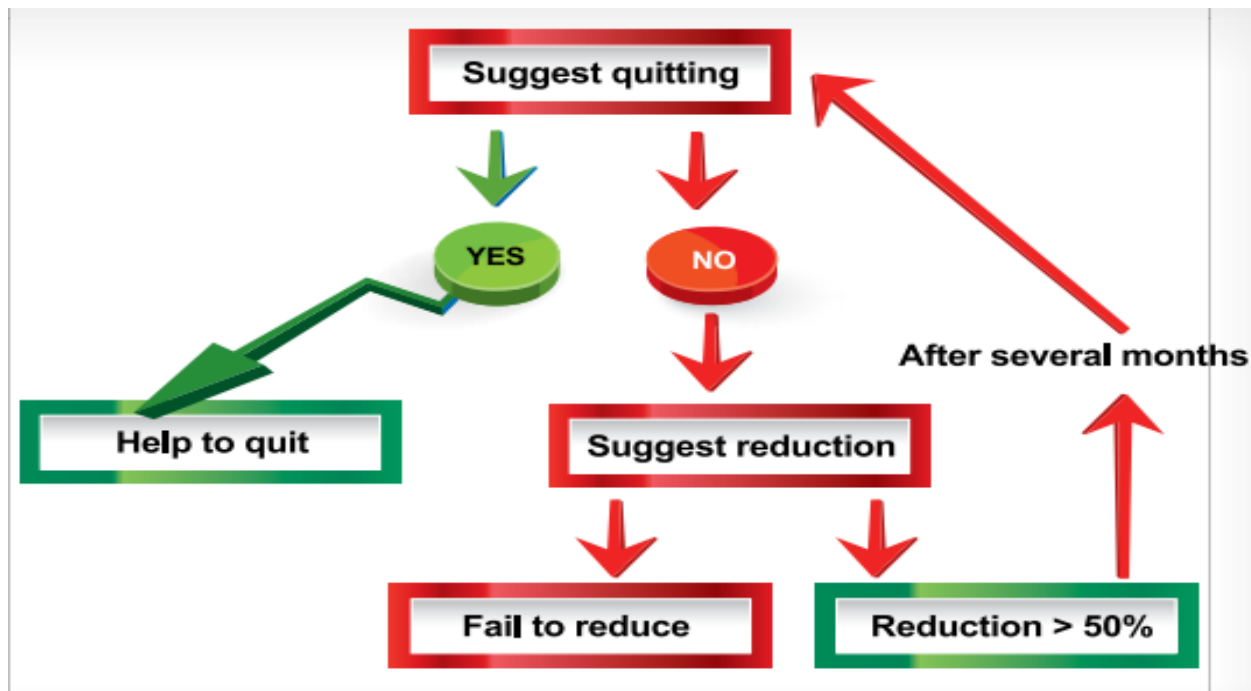 Suggest quitting
YES
NO
After several months
Help to quit
Suggest reduction
Fail to reduce
Reduction > 50%